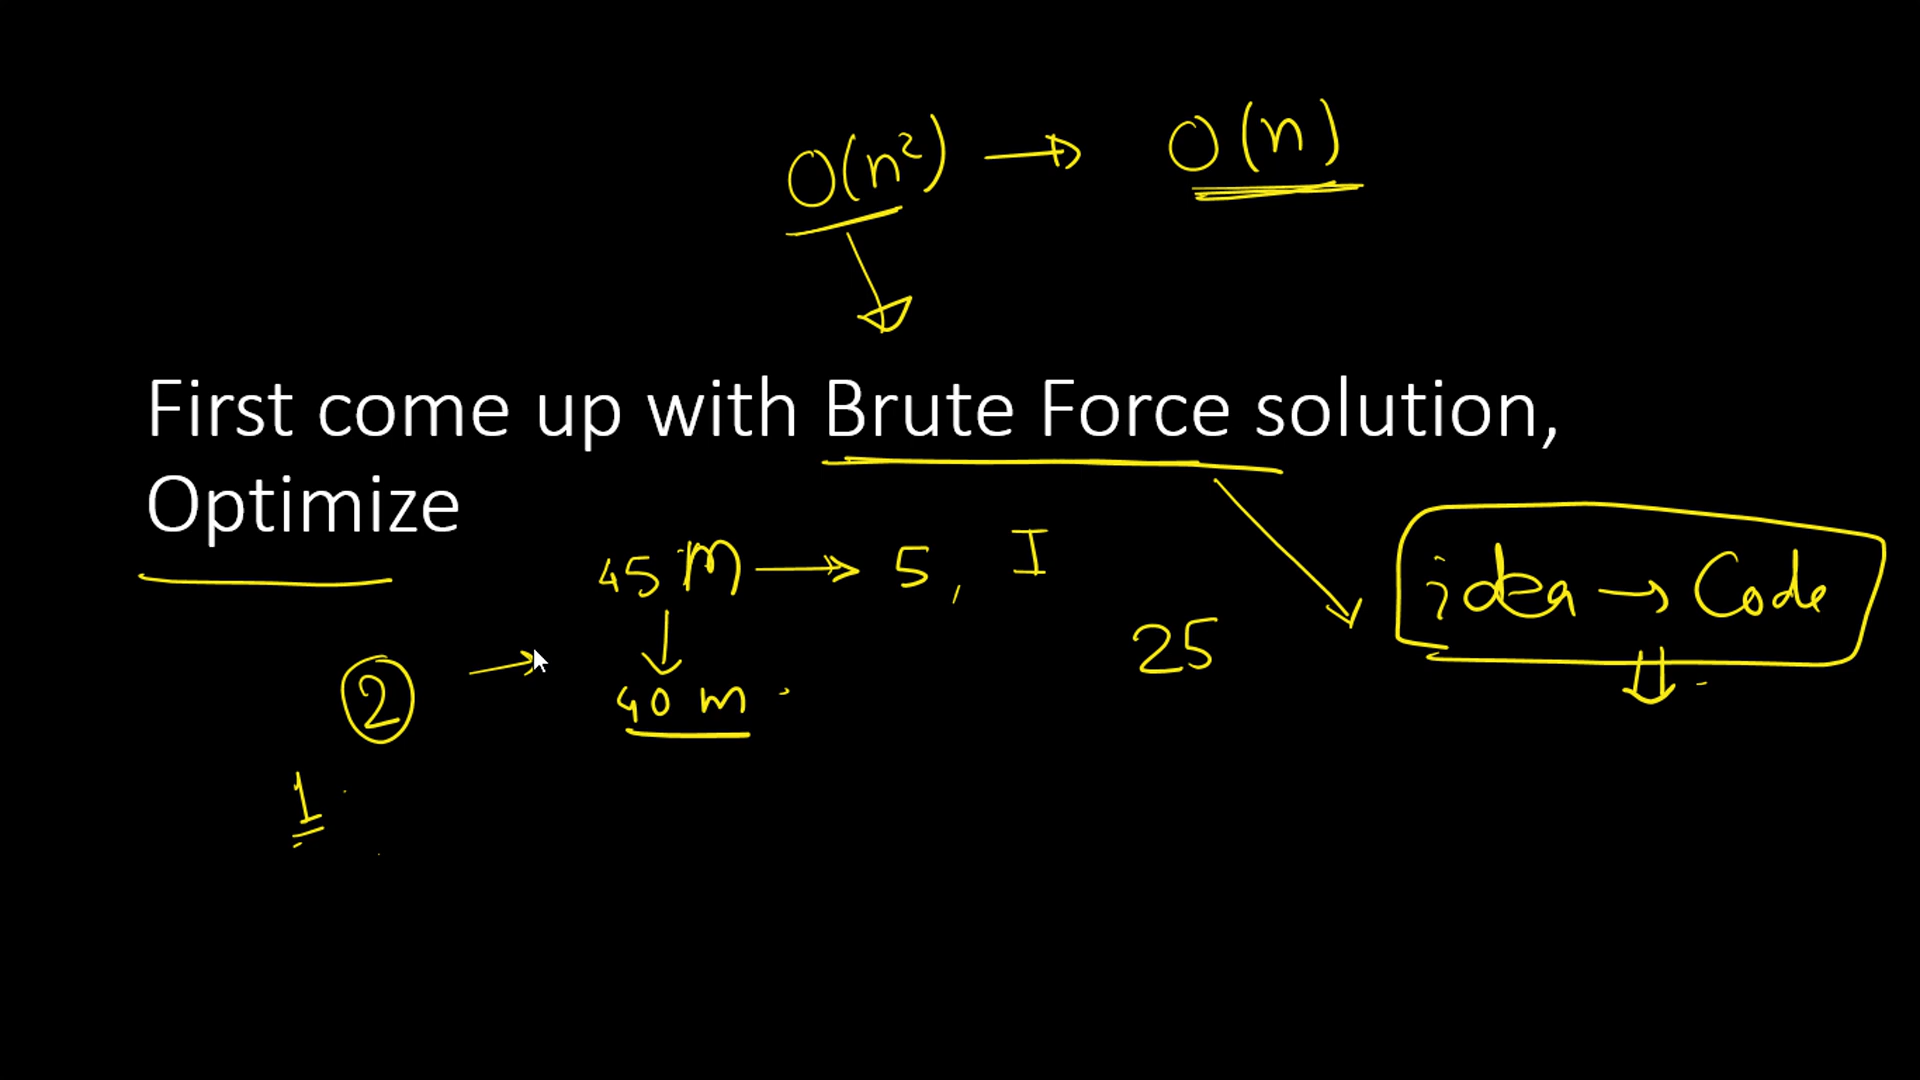 O(n²) → O(n)
First come up with Brute Force solution,
Optimize
45 M → 5, I
idea → Code
25
2 →
40 m
1